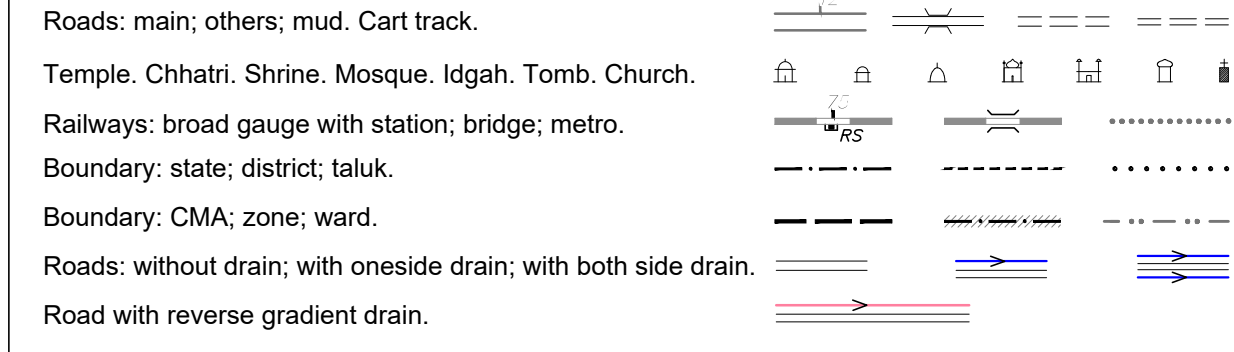 Roads: main; others; mud. Cart track.
72
Temple. Chhatri. Shrine. Mosque. Idgah. Tomb. Church.
Railways: broad gauge with station; bridge; metro.
75
RS
Boundary: state; district; taluk.
Boundary: CMA; zone; ward.
Roads: without drain; with oneside drain; with both side drain.
Road with reverse gradient drain.